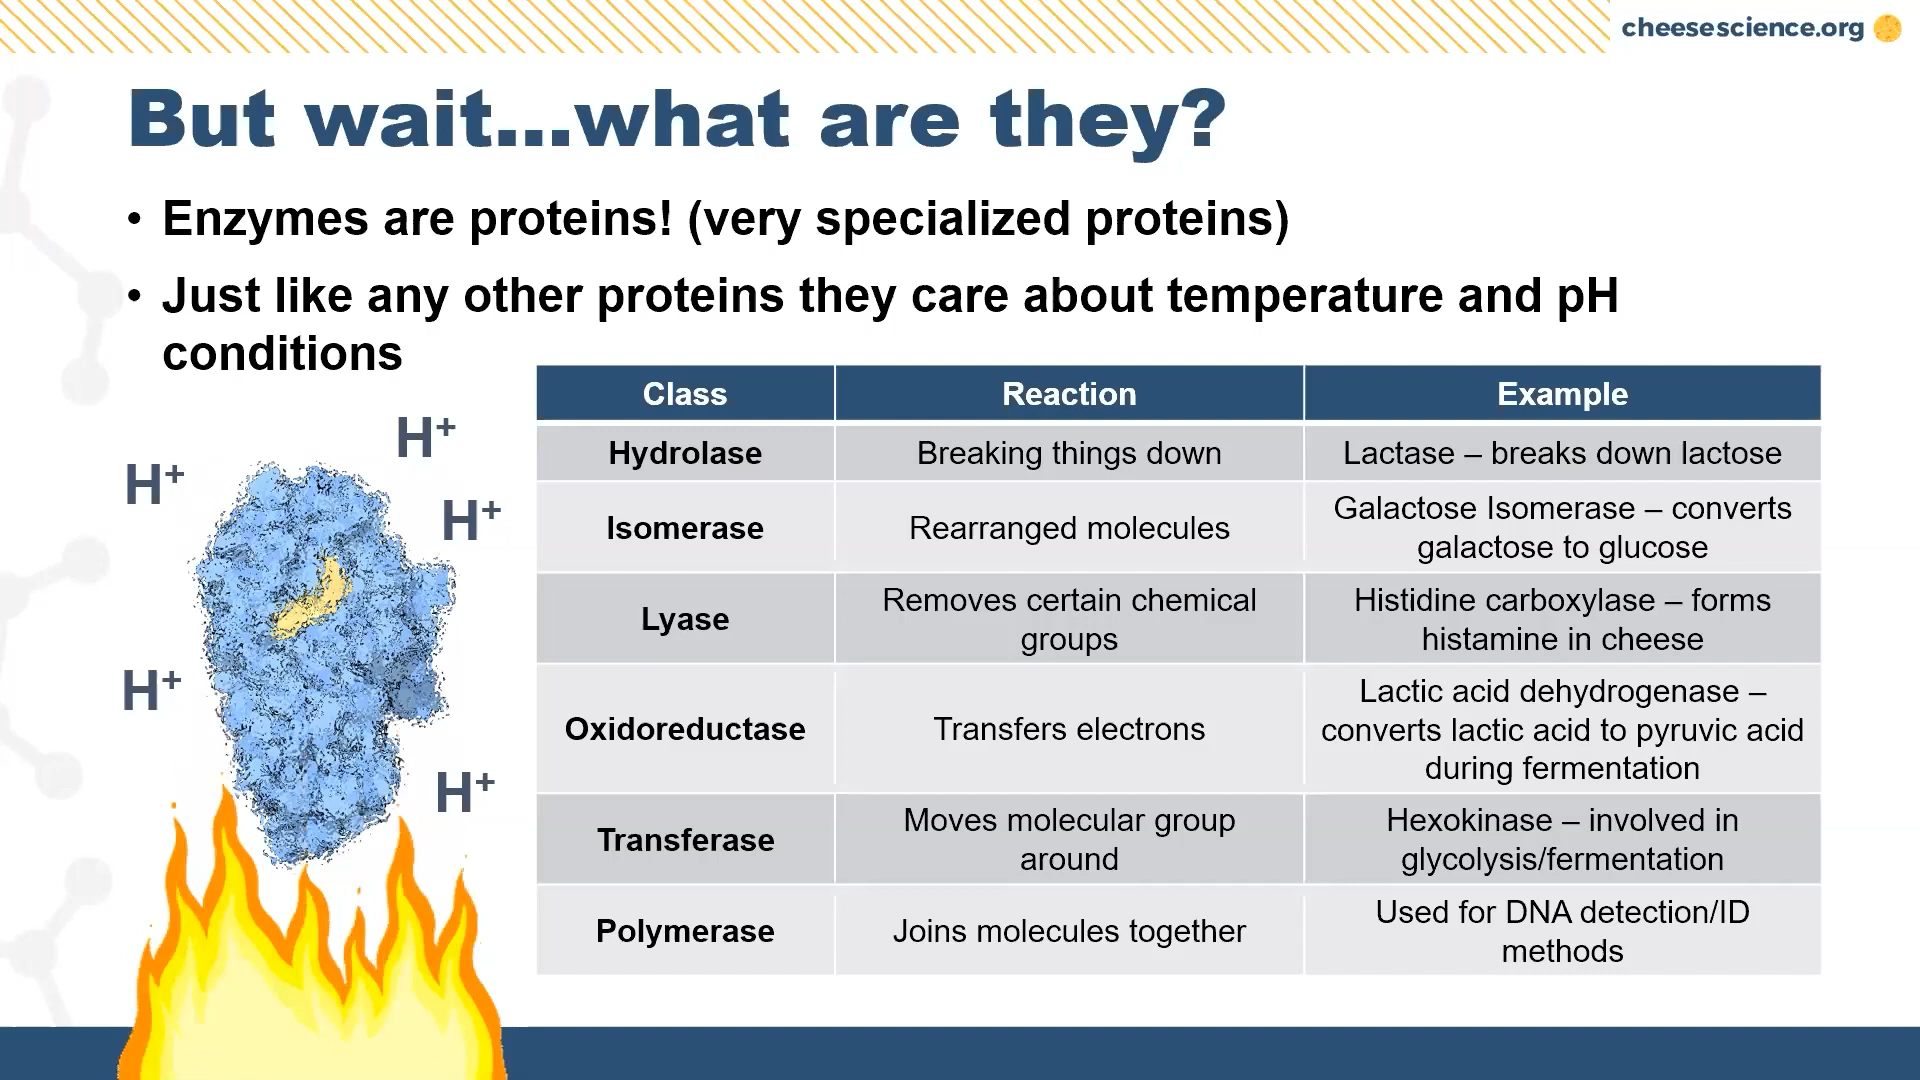 cheesescience.org
But wait...what are they?
• Enzymes are proteins! (very specialized proteins)
• Just like any other proteins they care about temperature and pH
conditions
H+
H+
H+
H+
H+
Class Reaction Example
Hydrolase Breaking things down Lactase – breaks down lactose
Isomerase Rearranged molecules Galactose Isomerase – converts
galactose to glucose
Lyase Removes certain chemical
groups Histidine carboxylase – forms
histamine in cheese
Oxidoreductase Transfers electrons Lactic acid dehydrogenase –
converts lactic acid to pyruvic acid
during fermentation
Transferase Moves molecular group
around Hexokinase – involved in
glycolysis/fermentation
Polymerase Joins molecules together Used for DNA detection/ID
methods